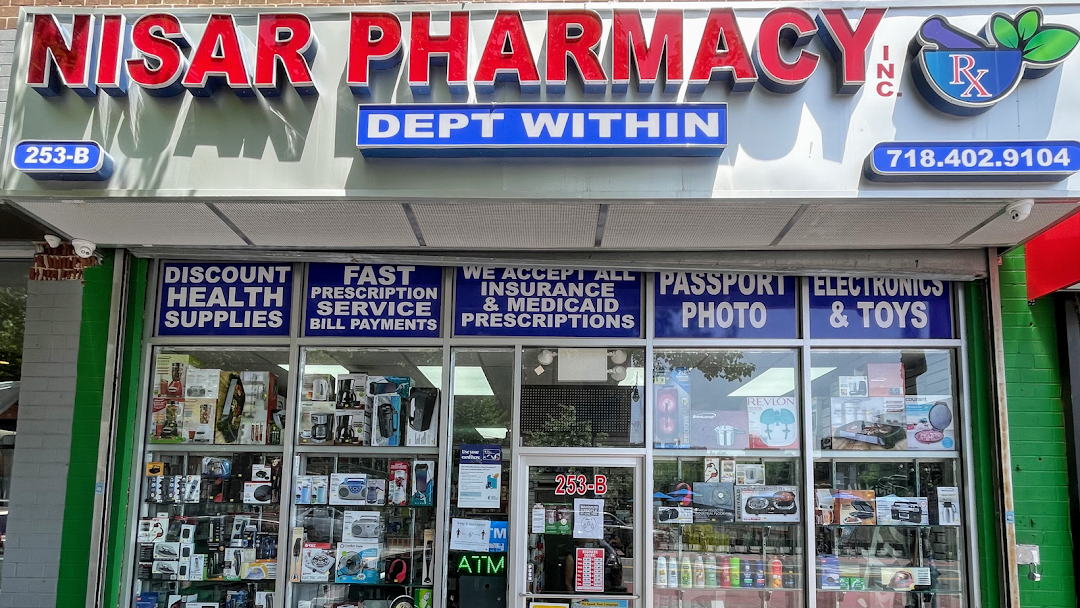 NISAR PHARMACY INC.
Rx
DEPT WITHIN
253-B
718.402.9104
DISCOUNT
HEALTH
SUPPLIES
FAST
PRESCRIPTION
SERVICE
BILL PAYMENTS
WE ACCEPT ALL
INSURANCE
& MEDICAID
PRESCRIPTIONS
PASSPORT
PHOTO
ELECTRONICS
& TOYS
REVLON
253-B
ATM